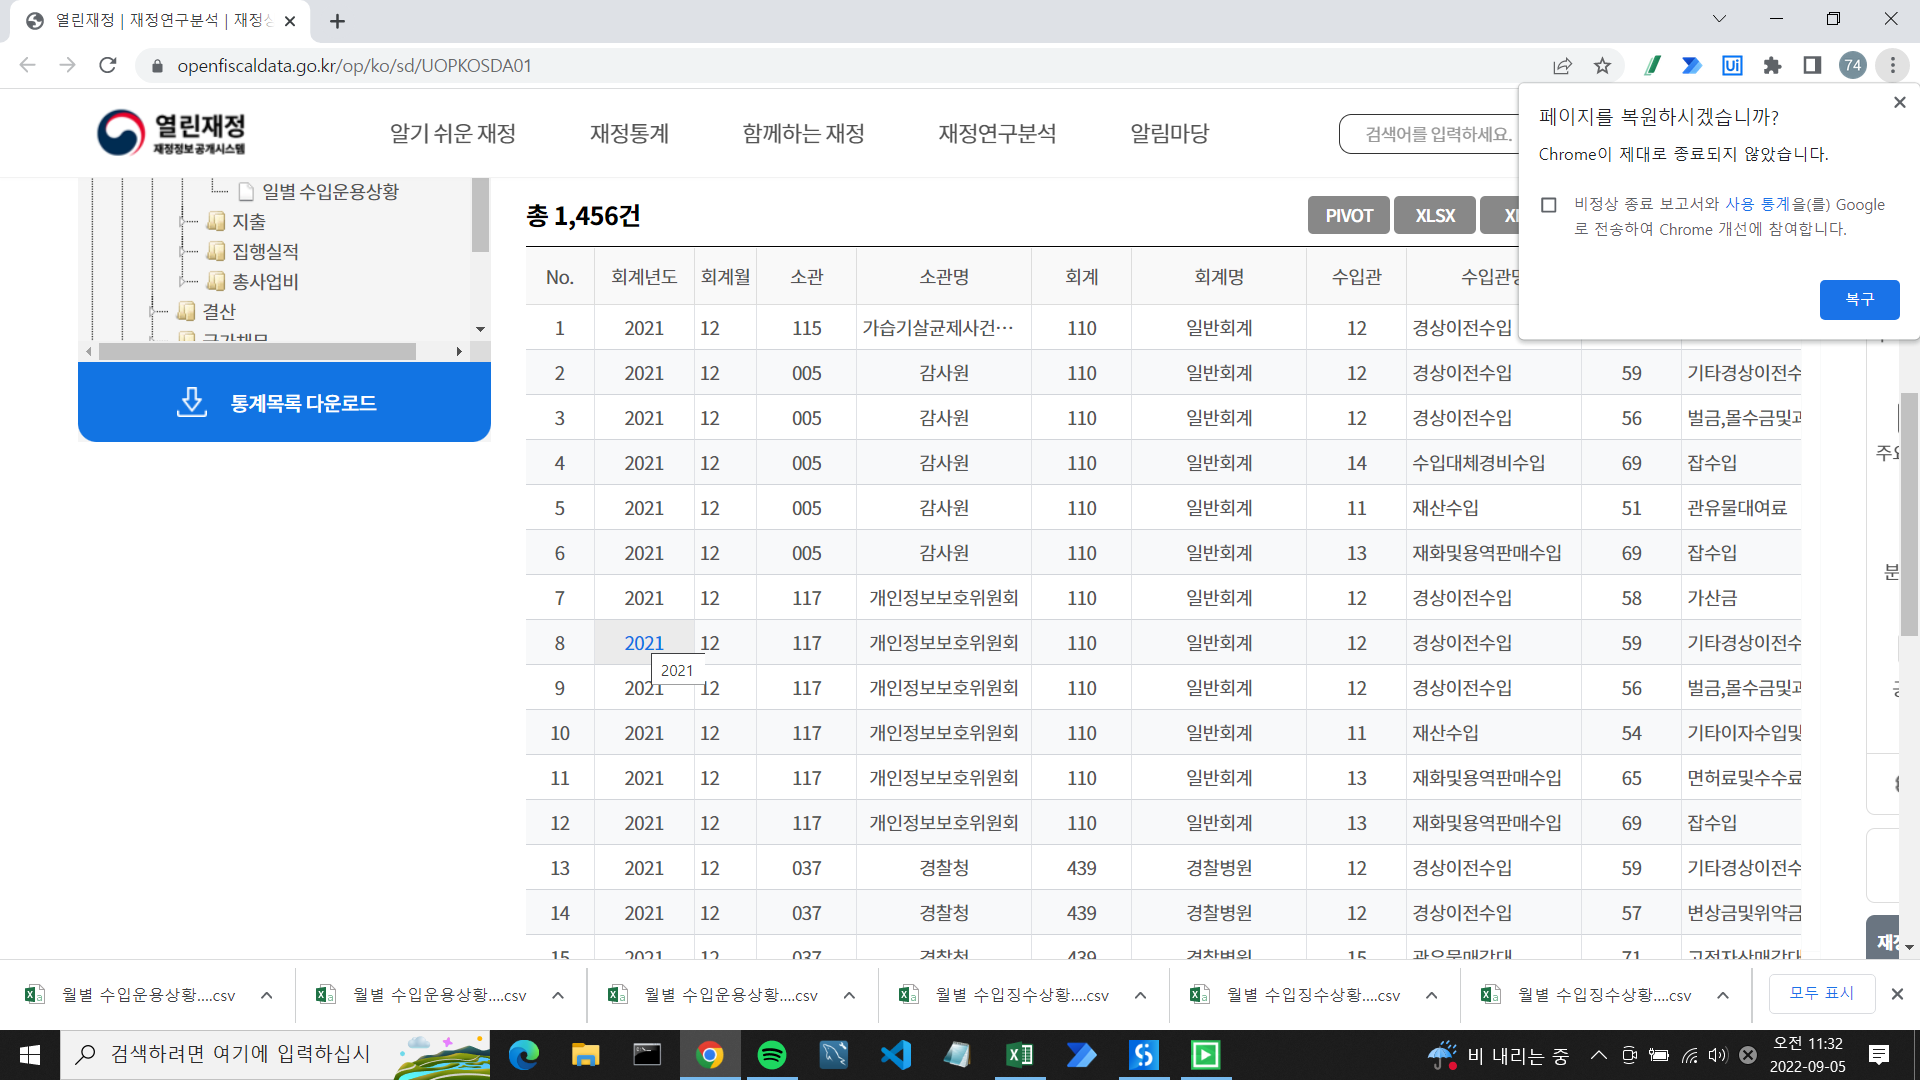 열린재정 | 재정연구분석 | 재정상
openfiscaldata.go.kr/op/ko/sd/UOPKOSDA01
74
열린재정
재정정보공개시스템
알기 쉬운 재정
재정통계
함께하는 재정
재정연구분석
알림마당
검색어를 입력하세요.
페이지를 복원하시겠습니까?
Chrome이 제대로 종료되지 않았습니다.
비정상 종료 보고서와 사용 통계을(를) Google
로 전송하여 Chrome 개선에 참여합니다.
복구
일별 수입운용상황
지출
집행실적
총사업비
결산
국가채무
통계목록 다운로드
총 1,456건
PIVOT XLSX
No. 회계년도 회계월 소관 소관명 회계 회계명 수입관 수입관명
1 2021 12 115 가습기살균제사건… 110 일반회계 12 경상이전수입
2 2021 12 005 감사원 110 일반회계 12 경상이전수입 59 기타경상이전수
3 2021 12 005 감사원 110 일반회계 12 경상이전수입 56 벌금,몰수금및과
4 2021 12 005 감사원 110 일반회계 14 수입대체경비수입 69 잡수입
5 2021 12 005 감사원 110 일반회계 11 재산수입 51 관유물대여료
6 2021 12 005 감사원 110 일반회계 13 재화및용역판매수입 69 잡수입
7 2021 12 117 개인정보보호위원회 110 일반회계 12 경상이전수입 58 가산금
8 2021 12 117 개인정보보호위원회 110 일반회계 12 경상이전수입 59 기타경상이전수
2021
9 2021 12 117 개인정보보호위원회 110 일반회계 12 경상이전수입 56 벌금,몰수금및과
10 2021 12 117 개인정보보호위원회 110 일반회계 11 재산수입 54 기타이자수입및
11 2021 12 117 개인정보보호위원회 110 일반회계 13 재화및용역판매수입 65 면허료및수수료
12 2021 12 117 개인정보보호위원회 110 일반회계 13 재화및용역판매수입 69 잡수입
13 2021 12 037 경찰청 439 경찰병원 12 경상이전수입 59 기타경상이전수
14 2021 12 037 경찰청 439 경찰병원 12 경상이전수입 57 변상금및위약금
15 2021 12 037 경찰청 439 경찰병원 15 관유물매각대 71 고정자산매각대
주요
분
재정
월별 수입운용상황....csv
월별 수입운용상황....csv
월별 수입운용상황....csv
월별 수입징수상황....csv
월별 수입징수상황....csv
월별 수입징수상황....csv
모두 표시
검색하려면 여기에 입력하십시
비 내리는 중
오전 11:32
2022-09-05